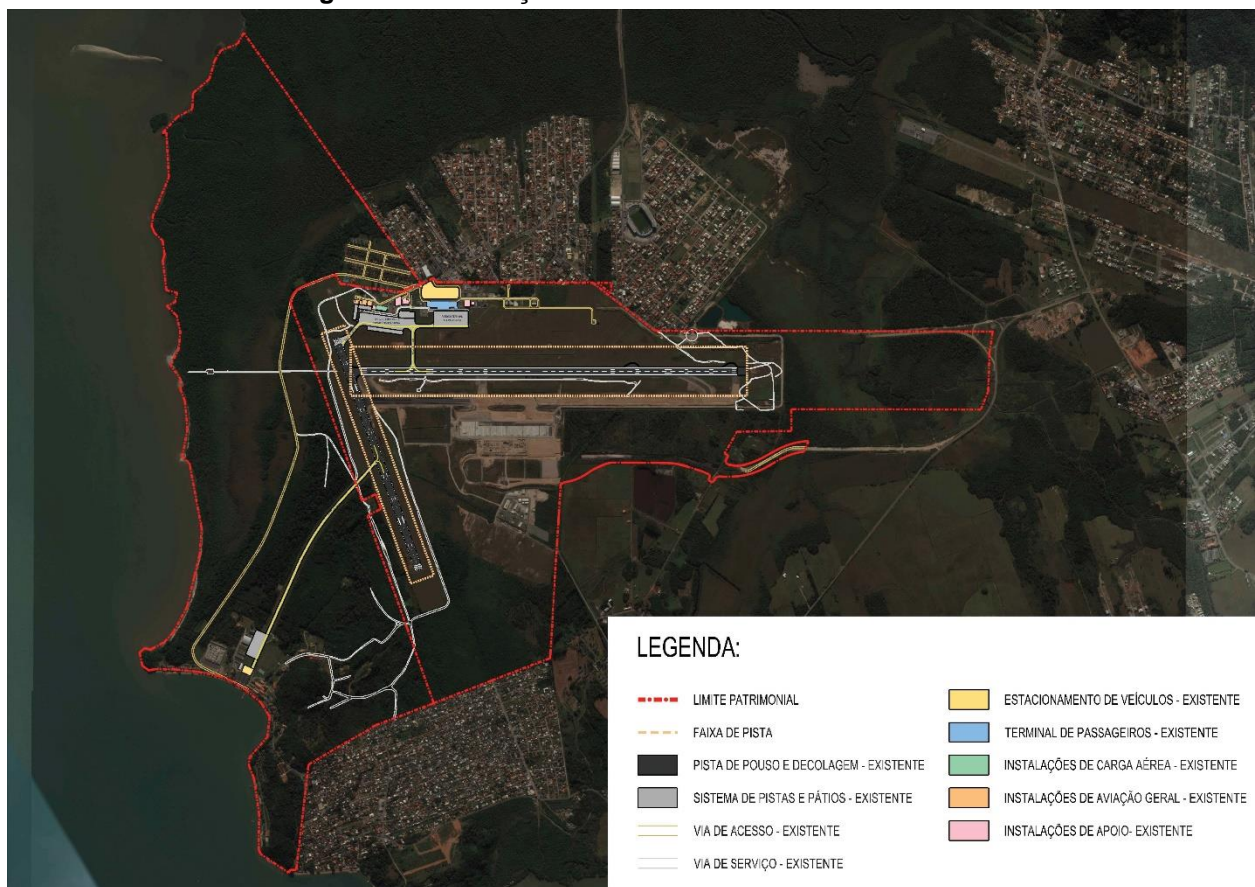 LEGENDA:
LIMITE PATRIMONIAL
FAIXA DE PISTA
PISTA DE POUSO E DECOLAGEM - EXISTENTE
SISTEMA DE PISTAS E PÁTIOS - EXISTENTE
VIA DE ACESSO - EXISTENTE
VIA DE SERVIÇO - EXISTENTE
ESTACIONAMENTO DE VEÍCULOS - EXISTENTE
TERMINAL DE PASSAGEIROS - EXISTENTE
INSTALAÇÕES DE CARGA AÉREA - EXISTENTE
INSTALAÇÕES DE AVIAÇÃO GERAL - EXISTENTE
INSTALAÇÕES DE APOIO- EXISTENTE